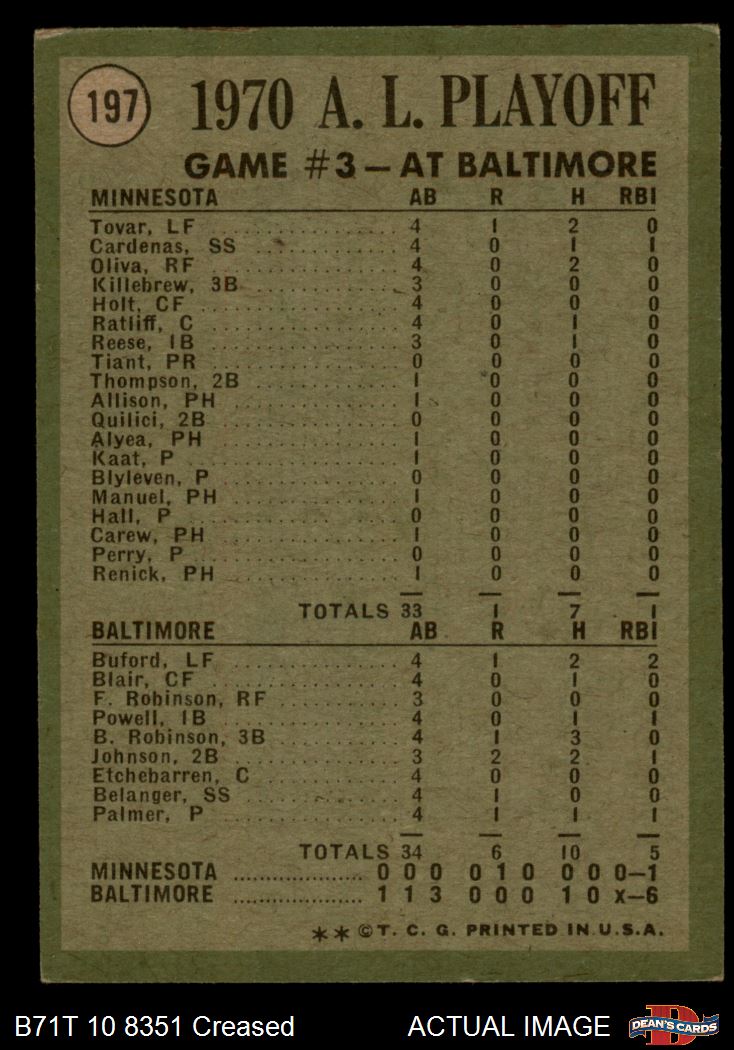 197 1970 A. L. PLAYOFF
GAME #3 – AT BALTIMORE
MINNESOTA AB R H RBI
Tovar, LF 4 1 2 0
Cardenas, SS 4 0 1 1
Oliva, RF 4 0 2 0
Killebrew, 3B 3 0 0 0
Holt, CF 4 0 0 0
Ratliff, C 4 0 1 0
Reese, 1B 3 0 1 0
Tiant, PR 0 0 0 0
Thompson, 2B 1 0 0 0
Allison, PH 1 0 0 0
Quilici, 2B 0 0 0 0
Alyea, PH 1 0 0 0
Kaat, P 1 0 0 0
Blyleven, P 0 0 0 0
Manuel, PH 1 0 0 0
Hall, P 0 0 0 0
Carew, PH 1 0 0 0
Perry, P 0 0 0 0
Renick, PH 1 0 0 0
TOTALS 33 1 7 1
BALTIMORE AB R H RBI
Buford, LF 4 1 2 2
Blair, CF 4 0 1 0
F. Robinson, RF 3 0 0 0
Powell, 1B 4 0 1 1
B. Robinson, 3B 4 1 3 0
Johnson, 2B 3 2 2 1
Etchebarren, C 4 0 0 0
Belanger, SS 4 1 0 0
Palmer, P 4 1 1 1
TOTALS 34 6 10 5
MINNESOTA 0 0 0 0 1 0 0 0 0–1
BALTIMORE 1 1 3 0 0 0 1 0 x–6
** © T. C. G. PRINTED IN U.S.A.
B71T 10 8351 Creased ACTUAL IMAGE DEAN'S CARDS